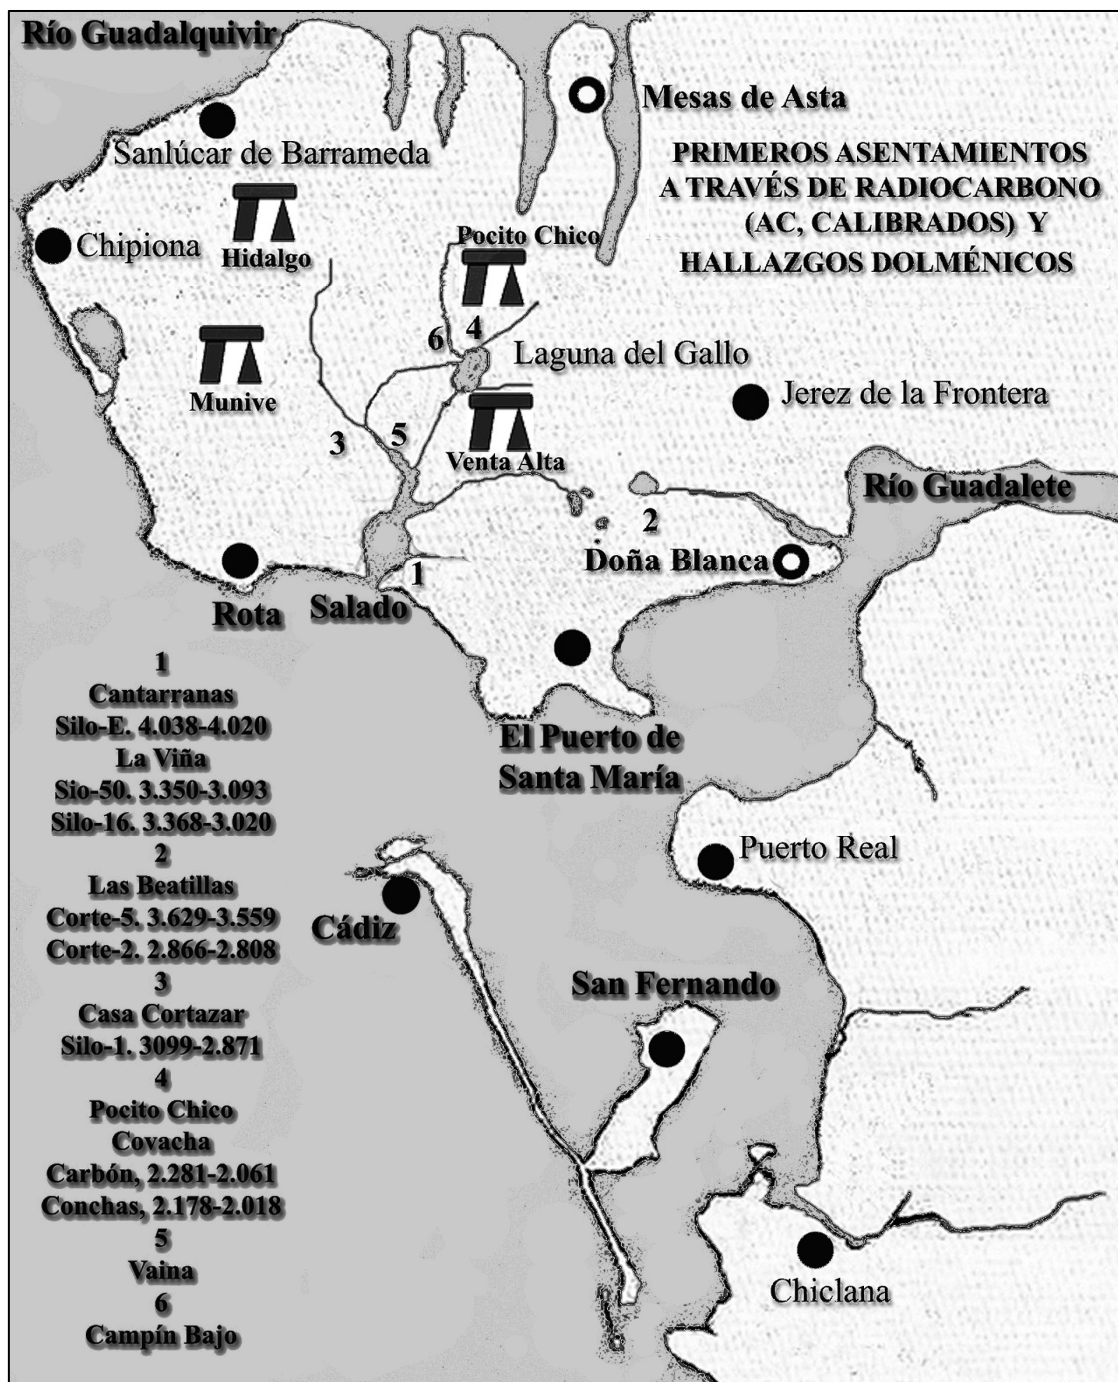 Río Guadalquivir
Mesas de Asta
Sanlúcar de Barrameda
PRIMEROS ASENTAMIENTOS
A TRAVÉS DE RADIOCARBONO
(AC, CALIBRADOS) Y
HALLAZGOS DOLMÉNICOS
Chipiona
Hidalgo
Pocito Chico
6
4
Laguna del Gallo
Munive
Jerez de la Frontera
3
5
Venta Alta
Río Guadalete
2
Doña Blanca
1
Rota
Salado
El Puerto de
Santa María
Puerto Real
Cádiz
San Fernando
Chiclana
1
Cantarranas
Silo-E. 4.038-4.020
La Viña
Sio-50. 3.350-3.093
Silo-16. 3.368-3.020
2
Las Beatillas
Corte-5. 3.629-3.559
Corte-2. 2.866-2.808
3
Casa Cortazar
Silo-1. 3099-2.871
4
Pocito Chico
Covacha
Carbón, 2.281-2.061
Conchas, 2.178-2.018
5
Vaina
6
Campín Bajo